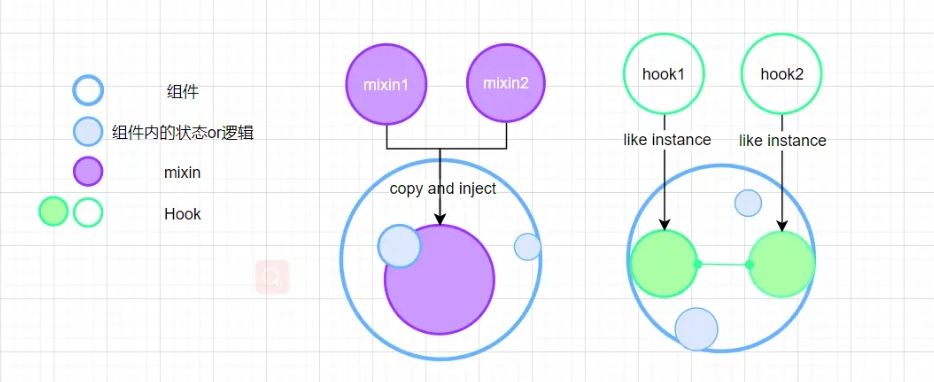 组件
组件内的状态or逻辑
mixin
Hook
mixin1
mixin2
copy and inject
hook1
hook2
like instance
like instance